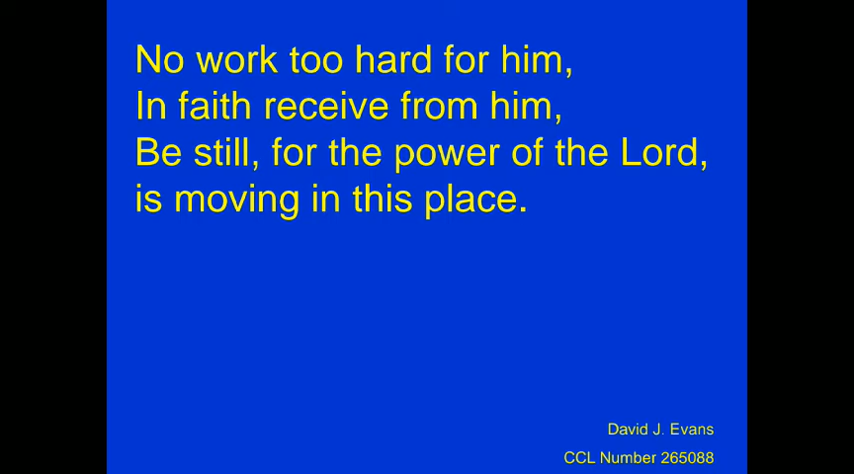 No work too hard for him,
In faith receive from him,
Be still, for the power of the Lord,
is moving in this place.
David J. Evans
CCL Number 265088